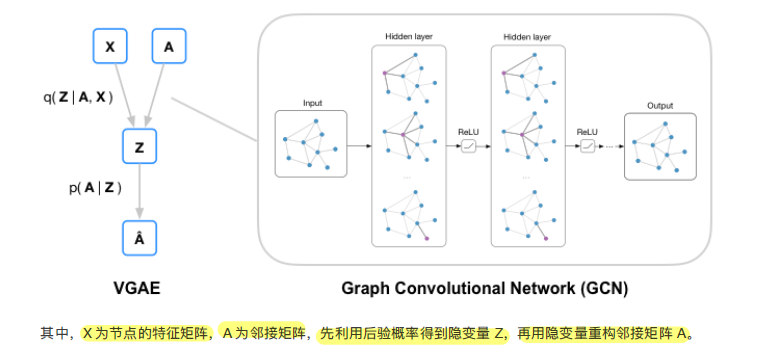 X
A
q( Z | A, X )
Z
p( A | Z )
Â
VGAE
Hidden layer
Hidden layer
Input
ReLU
ReLU
Output
...
...
...
Graph Convolutional Network (GCN)
其中，X 为节点的特征矩阵，A 为邻接矩阵，先利用后验概率得到隐变量 Z，再用隐变量重构邻接矩阵 A。